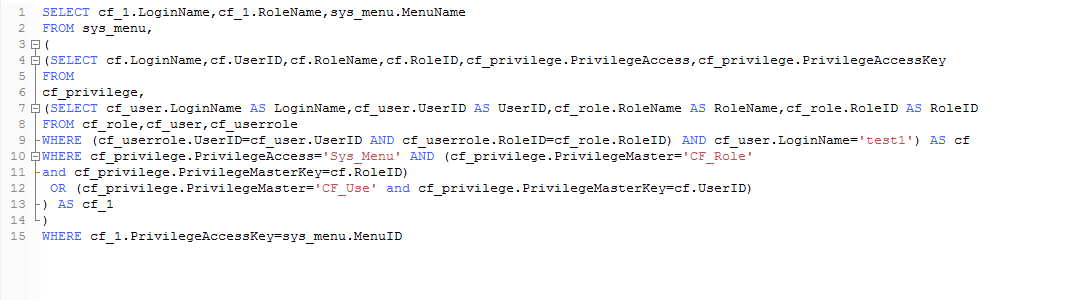 1 SELECT cf_1.LoginName,cf_1.RoleName,sys_menu.MenuName
2 FROM sys_menu,
3 (
4 (SELECT cf.LoginName,cf.UserID,cf.RoleName,cf.RoleID,cf_privilege.PrivilegeAccess,cf_privilege.PrivilegeAccessKey
5 FROM
6 cf_privilege,
7 (SELECT cf_user.LoginName AS LoginName,cf_user.UserID AS UserID,cf_role.RoleName AS RoleName,cf_role.RoleID AS RoleID
8 FROM cf_role,cf_user,cf_userrole
9 WHERE (cf_userrole.UserID=cf_user.UserID AND cf_userrole.RoleID=cf_role.RoleID) AND cf_user.LoginName='test1') AS cf
10 WHERE cf_privilege.PrivilegeAccess='Sys_Menu' AND (cf_privilege.PrivilegeMaster='CF_Role'
11 and cf_privilege.PrivilegeMasterKey=cf.RoleID)
12 OR (cf_privilege.PrivilegeMaster='CF_Use' and cf_privilege.PrivilegeMasterKey=cf.UserID)
13 ) AS cf_1
14 )
15 WHERE cf_1.PrivilegeAccessKey=sys_menu.MenuID